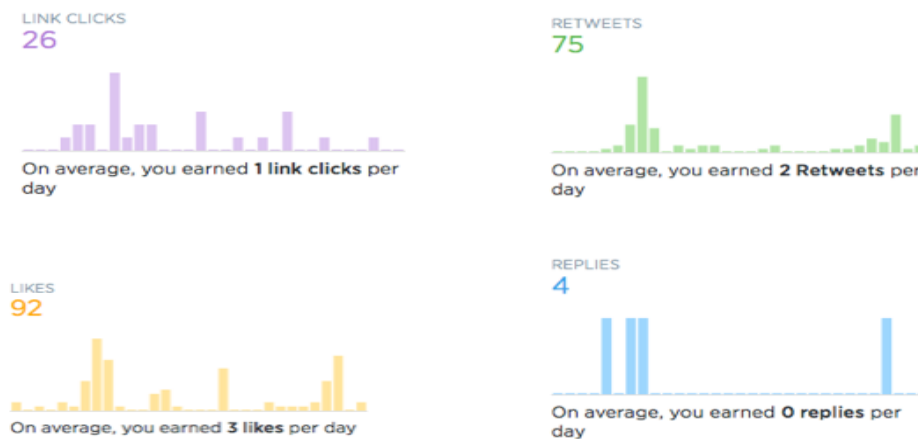 LINK CLICKS
26
On average, you earned 1 link clicks per
day
RETWEETS
75
On average, you earned 2 Retweets per
day
LIKES
92
On average, you earned 3 likes per day
REPLIES
4
On average, you earned 0 replies per
day